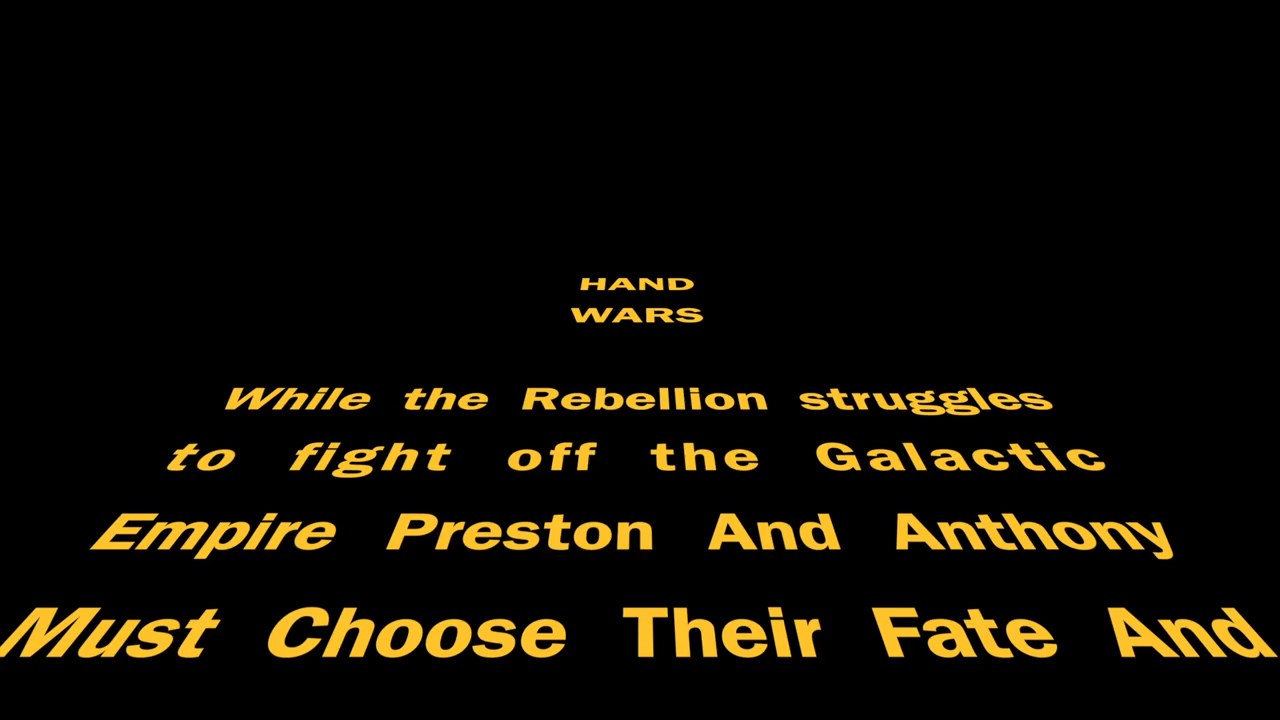 HAND
WARS
While the Rebellion struggles
to fight off the Galactic
Empire Preston And Anthony
Must Choose Their Fate And